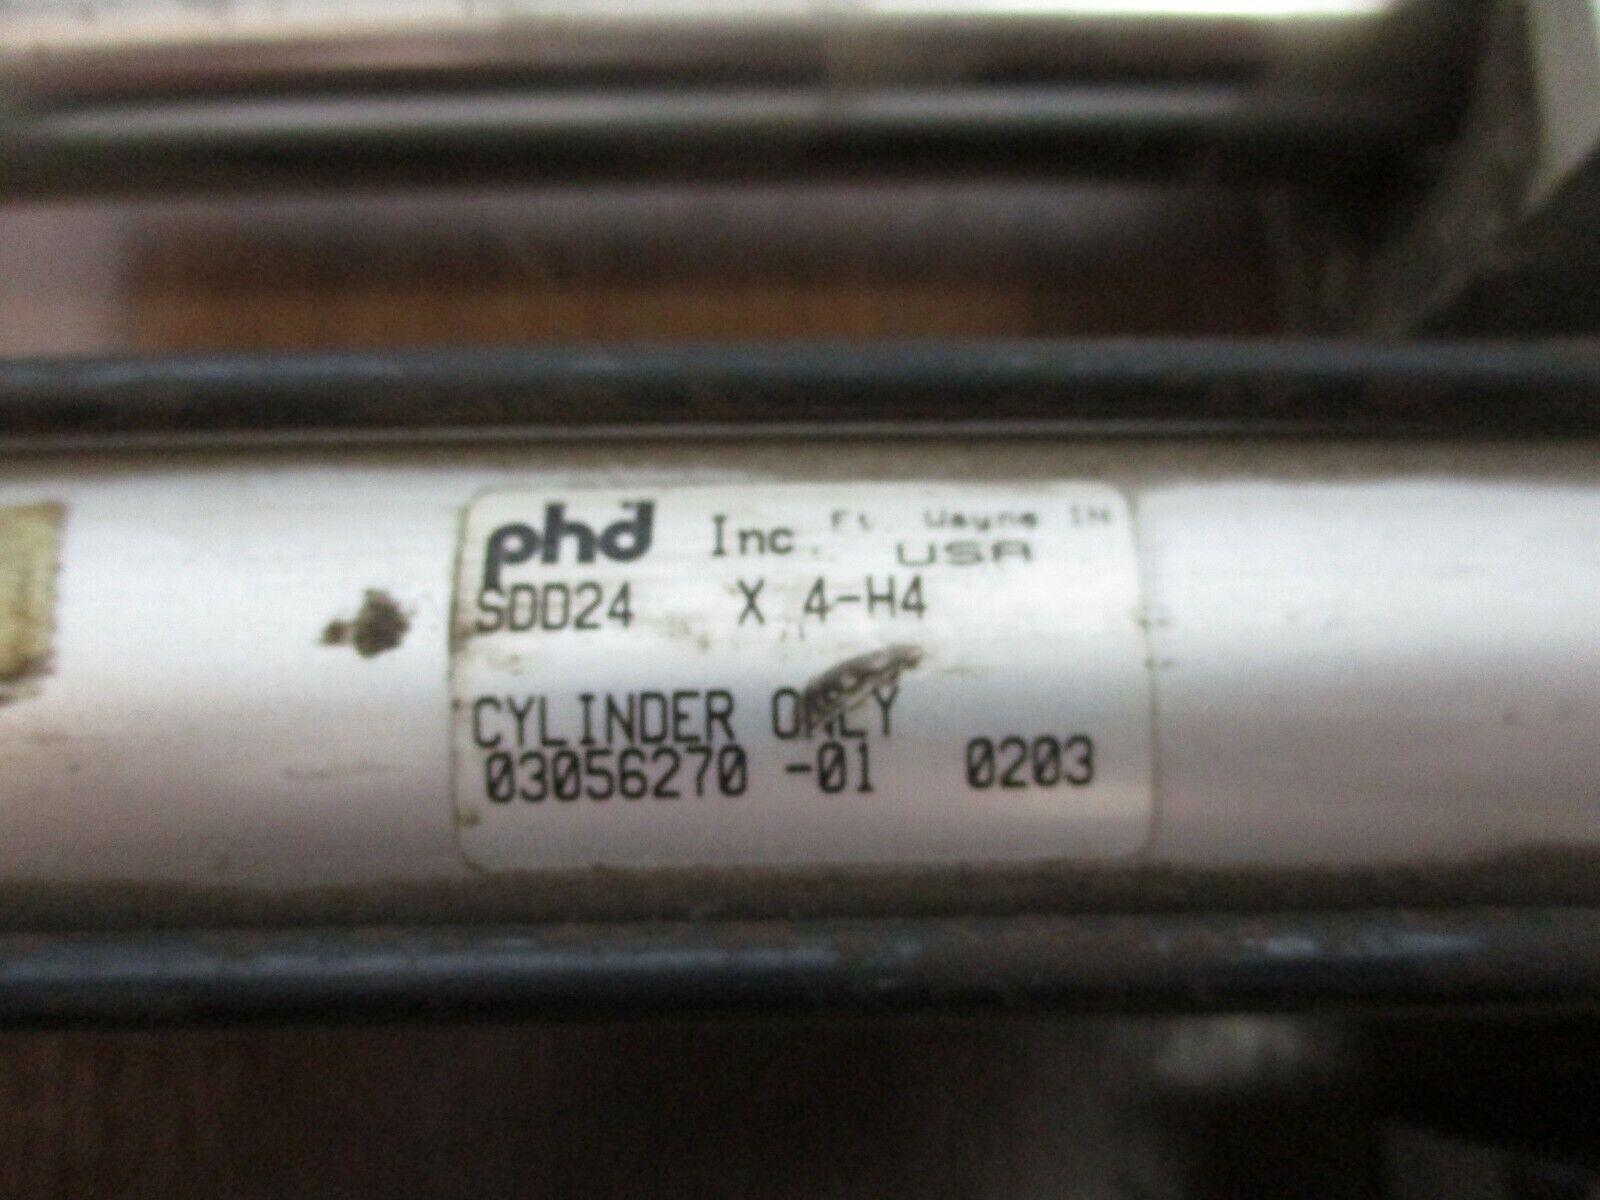 phd Inc. Ft. Wayne IN
USA
SDD24 X 4-H4
CYLINDER ONLY
03056270 -01 0203